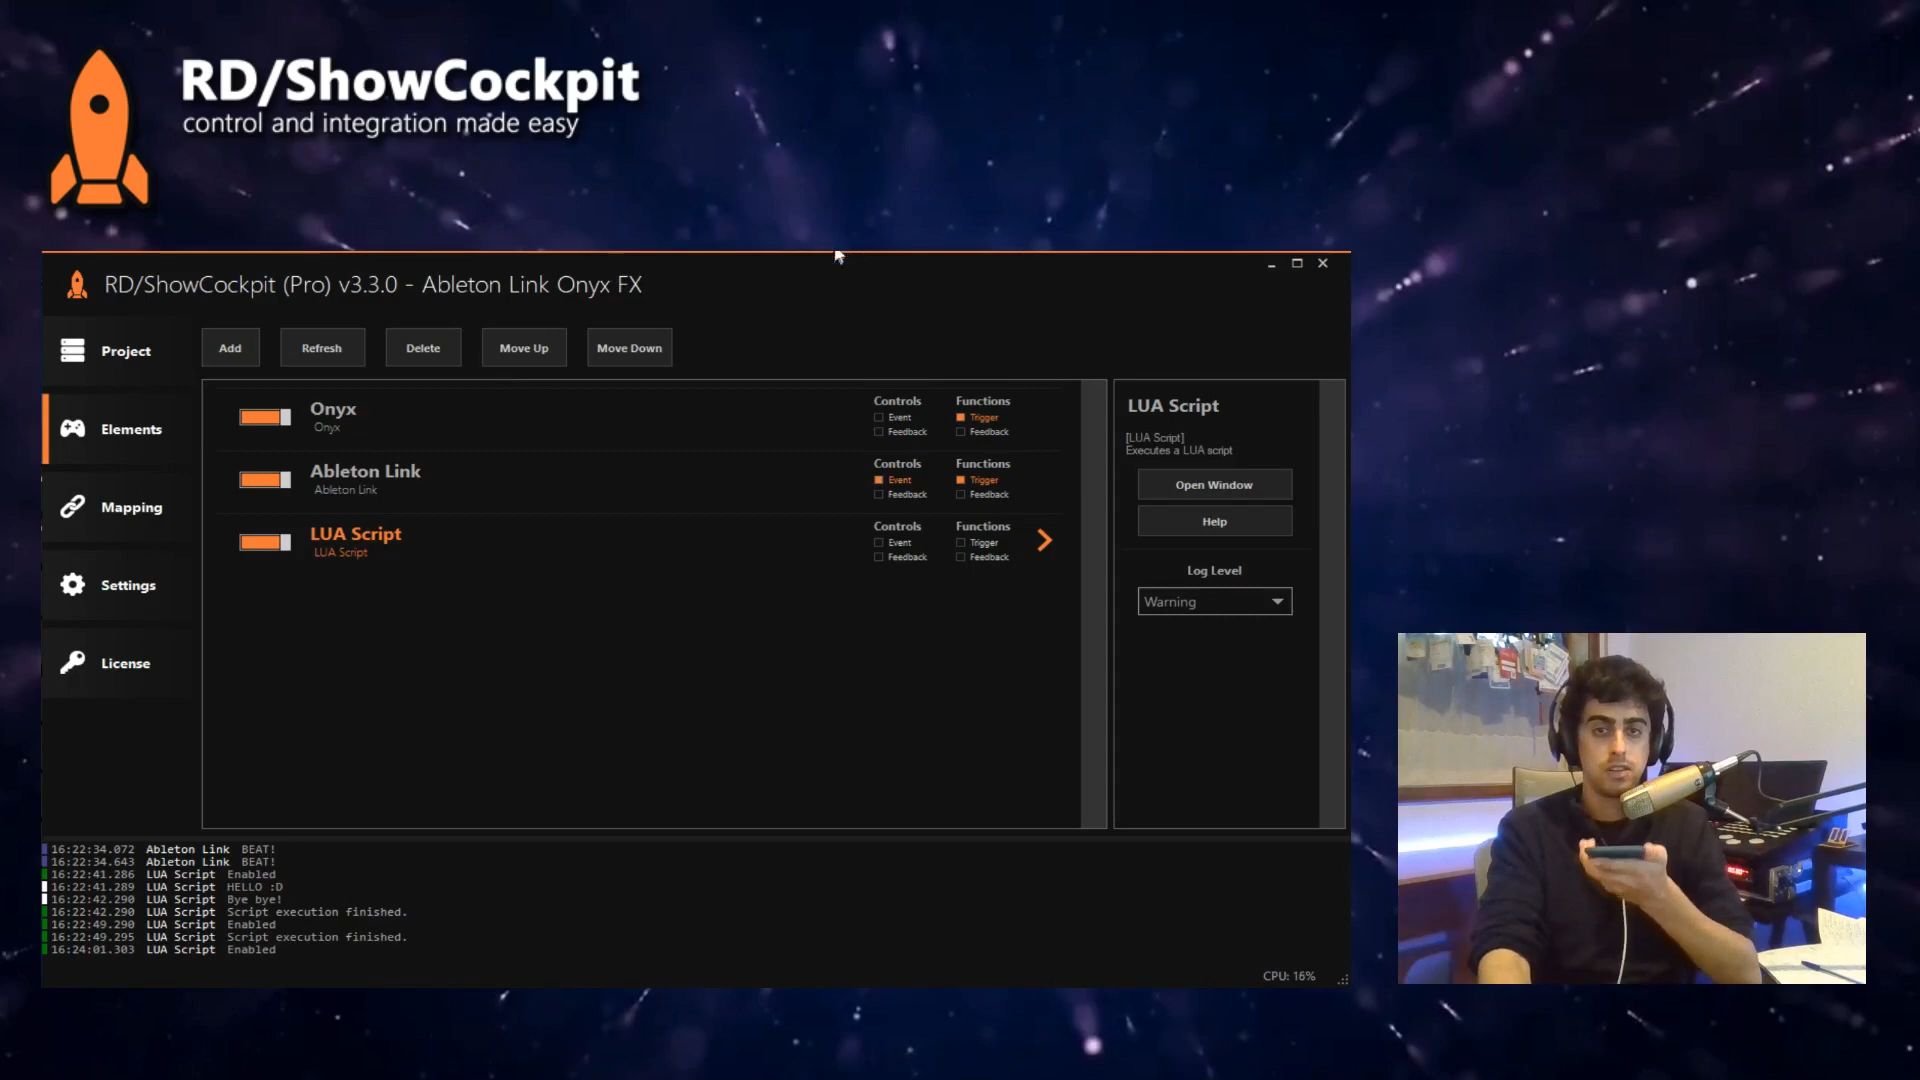 RD/ShowCockpit
control and integration made easy
RD/ShowCockpit (Pro) v3.3.0 - Ableton Link Onyx FX
Project
Elements
Mapping
Settings
License
Add Refresh Delete Move Up Move Down
Onyx
Onyx
Controls Functions
Event Trigger
Feedback Feedback
Ableton Link
Ableton Link
Controls Functions
Event Trigger
Feedback Feedback
LUA Script
LUA Script
Controls Functions
Event Trigger
Feedback Feedback
LUA Script
[LUA Script]
Executes a LUA script
Open Window
Help
Log Level
Warning
16:22:34.072 Ableton Link BEAT!
16:22:34.643 Ableton Link BEAT!
16:22:41.286 LUA Script Enabled
16:22:41.289 LUA Script HELLO :D
16:22:42.290 LUA Script Bye bye!
16:22:42.290 LUA Script Script execution finished.
16:22:49.290 LUA Script Enabled
16:22:49.295 LUA Script Script execution finished.
16:24:01.303 LUA Script Enabled
CPU: 16%